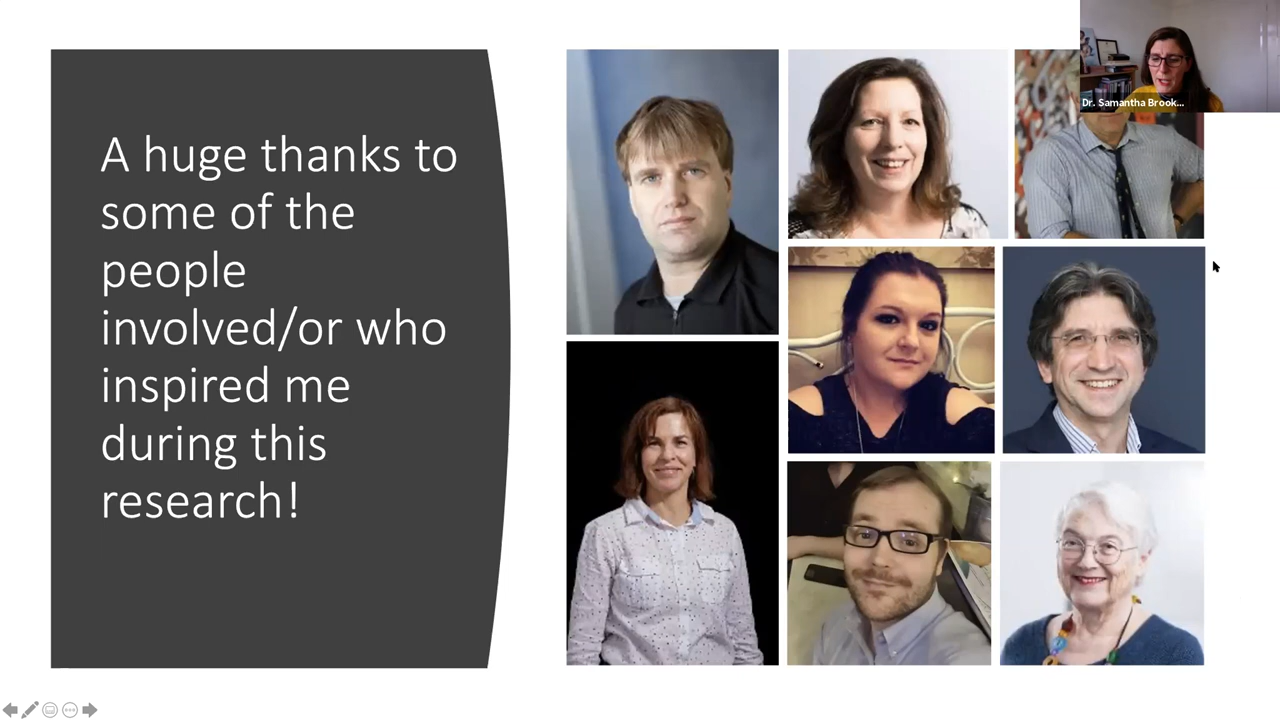 A huge thanks to
some of the
people
involved/or who
inspired me
during this
research!
Dr. Samantha Brook...